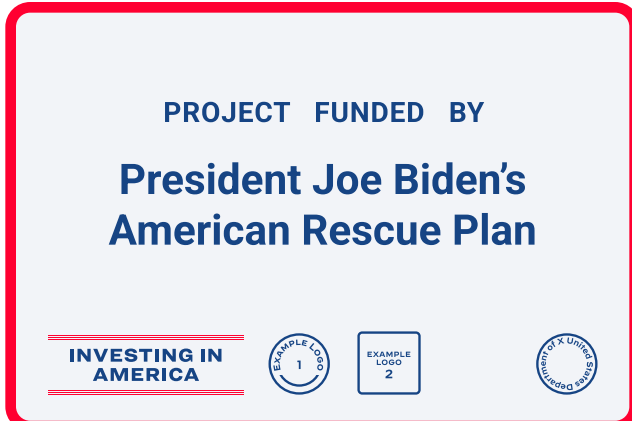 PROJECT FUNDED BY
President Joe Biden’s
American Rescue Plan
INVESTING IN
AMERICA
EXAMPLE LOGO
1
EXAMPLE
LOGO
2
Department of X United States